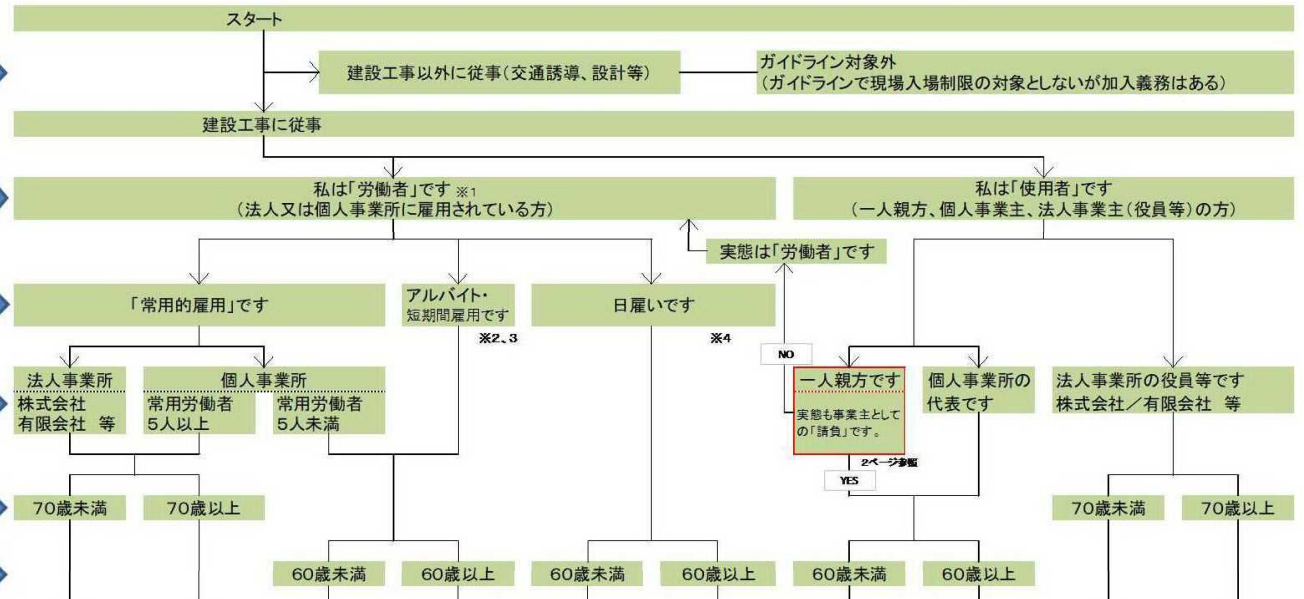 スタート
建設工事以外に従事(交通誘導、設計等)
ガイドライン対象外
(ガイドラインで現場入場制限の対象としないが加入義務はある)
建設工事に従事
私は「労働者」です ※1
(法人又は個人事業所に雇用されている方)
私は「使用者」です
(一人親方、個人事業主、法人事業主(役員等)の方)
実態は「労働者」です
「常用的雇用」です
アルバイト・
短期間雇用です
※2、3
日雇いです
※4
NO
法人事業所
株式会社
有限会社 等
個人事業所
常用労働者
5人以上
常用労働者
5人未満
一人親方です
実態も事業主として
の「請負」です。
2ページ参照
YES
個人事業所の
代表です
法人事業所の役員等です
株式会社/有限会社 等
70歳未満
70歳以上
70歳未満
70歳以上
60歳未満
60歳以上
60歳未満
60歳以上
60歳未満
60歳以上